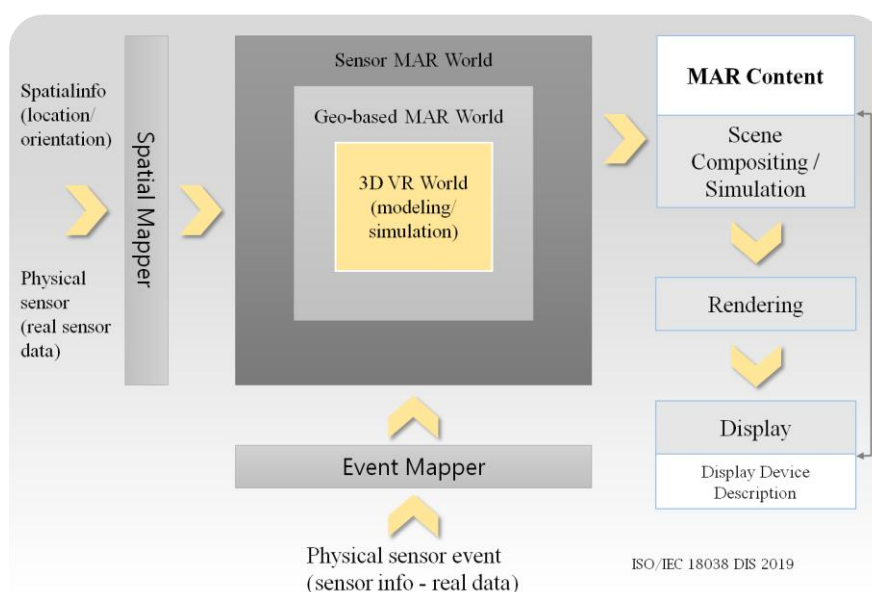 Spatialinfo
(location/
orientation)
Physical
sensor
(real sensor
data)
Spatial Mapper
Sensor MAR World
Geo-based MAR World
3D VR World
(modeling/
simulation)
Event Mapper
Physical sensor event
(sensor info - real data)
MAR Content
Scene
Compositing /
Simulation
Rendering
Display
Display Device
Description
ISO/IEC 18038 DIS 2019